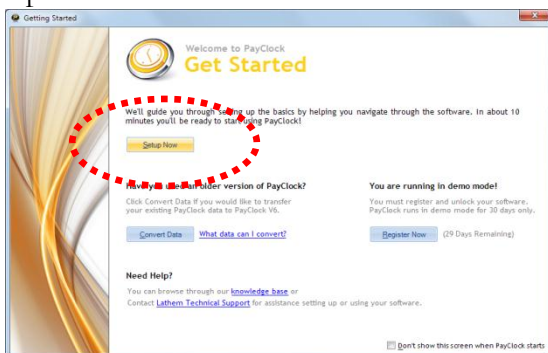 Getting Started
Welcome to PayClock
Get Started
We'll guide you through setting up the basics by helping you navigate through the software. In about 10
minutes you'll be ready to start using PayClock!
Setup Now
Have you used an older version of PayClock?
Click Convert Data if you would like to transfer
your existing PayClock data to PayClock V6.
Convert Data What data can I convert?
You are running in demo mode!
You must register and unlock your software.
PayClock runs in demo mode for 30 days only.
Register Now (29 Days Remaining)
Need Help?
You can browse through our knowledge base or
Contact Lathem Technical Support for assistance setting up or using your software.
Don't show this screen when PayClock starts